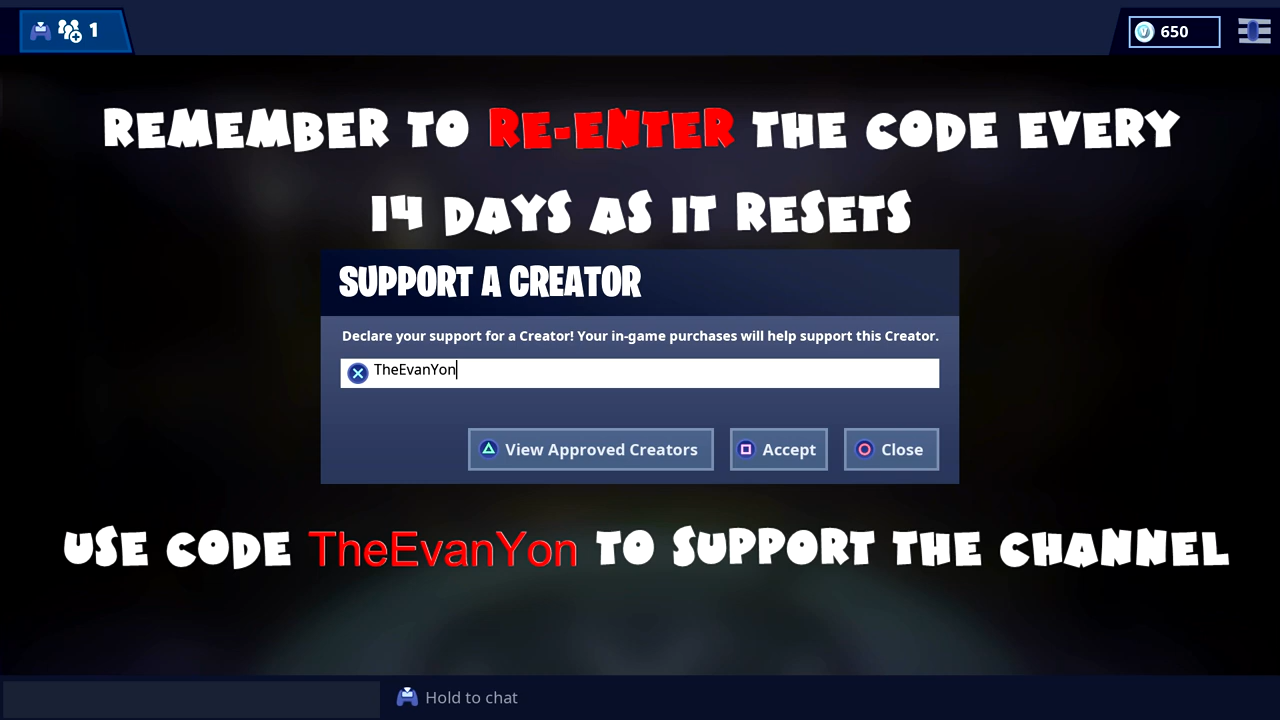 1
650
REMEMBER TO RE-ENTER THE CODE EVERY
14 DAYS AS IT RESETS
SUPPORT A CREATOR
Declare your support for a Creator! Your in-game purchases will help support this Creator.
TheEvanYon
View Approved Creators
Accept
Close
USE CODE TheEvanYon TO SUPPORT THE CHANNEL
Hold to chat